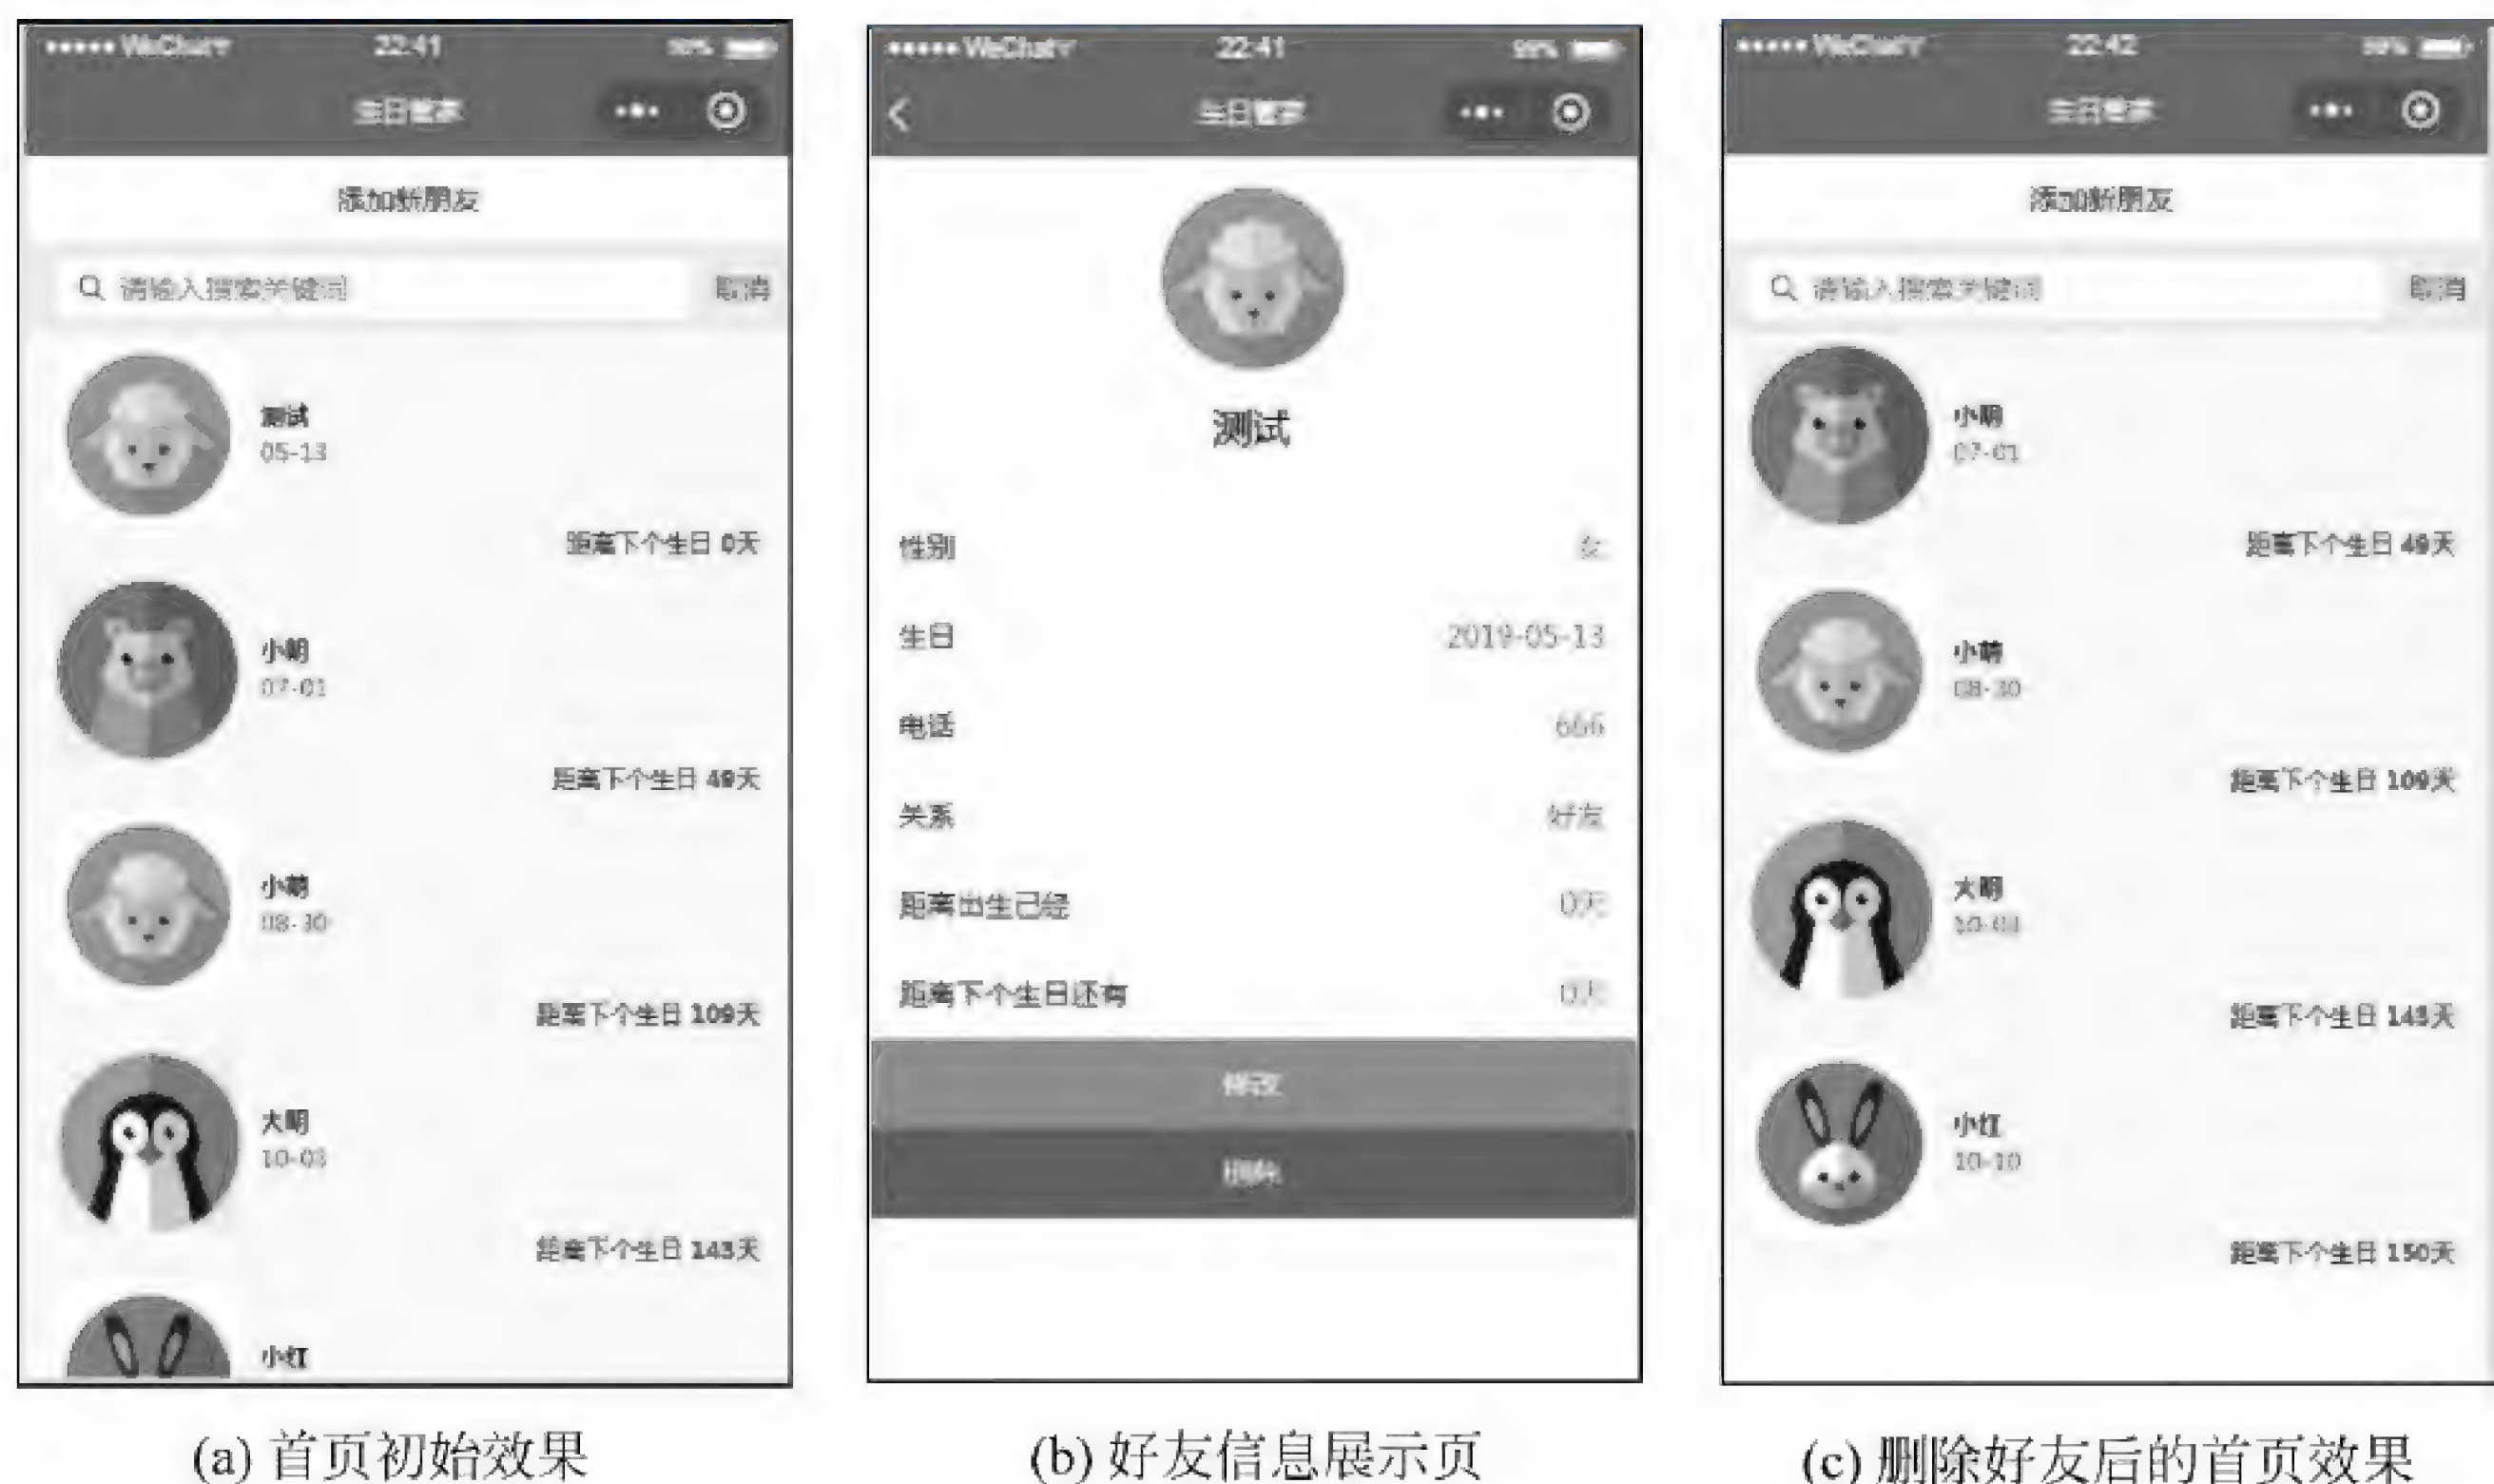 WeChat 22:41
生日管家
添加新朋友
请输入搜索关键词 取消
测试
05-13
距离下个生日 0天
小明
07-01
距离下个生日 49天
小萌
08-30
距离下个生日 109天
大明
10-03
距离下个生日 143天
小红
(a) 首页初始效果
WeChat 22:41 99%
生日管家
测试
性别 女
生日 2019-05-13
电话 666
关系 好友
距离出生已经 0天
距离下个生日还有 0天
修改
删除
(b) 好友信息展示页
WeChat 22:42
生日管家
添加新朋友
请输入搜索关键词 取消
小明
07-01
距离下个生日 49天
小萌
08-30
距离下个生日 109天
大明
10-03
距离下个生日 143天
小红
10-10
距离下个生日 150天
(c) 删除好友后的首页效果